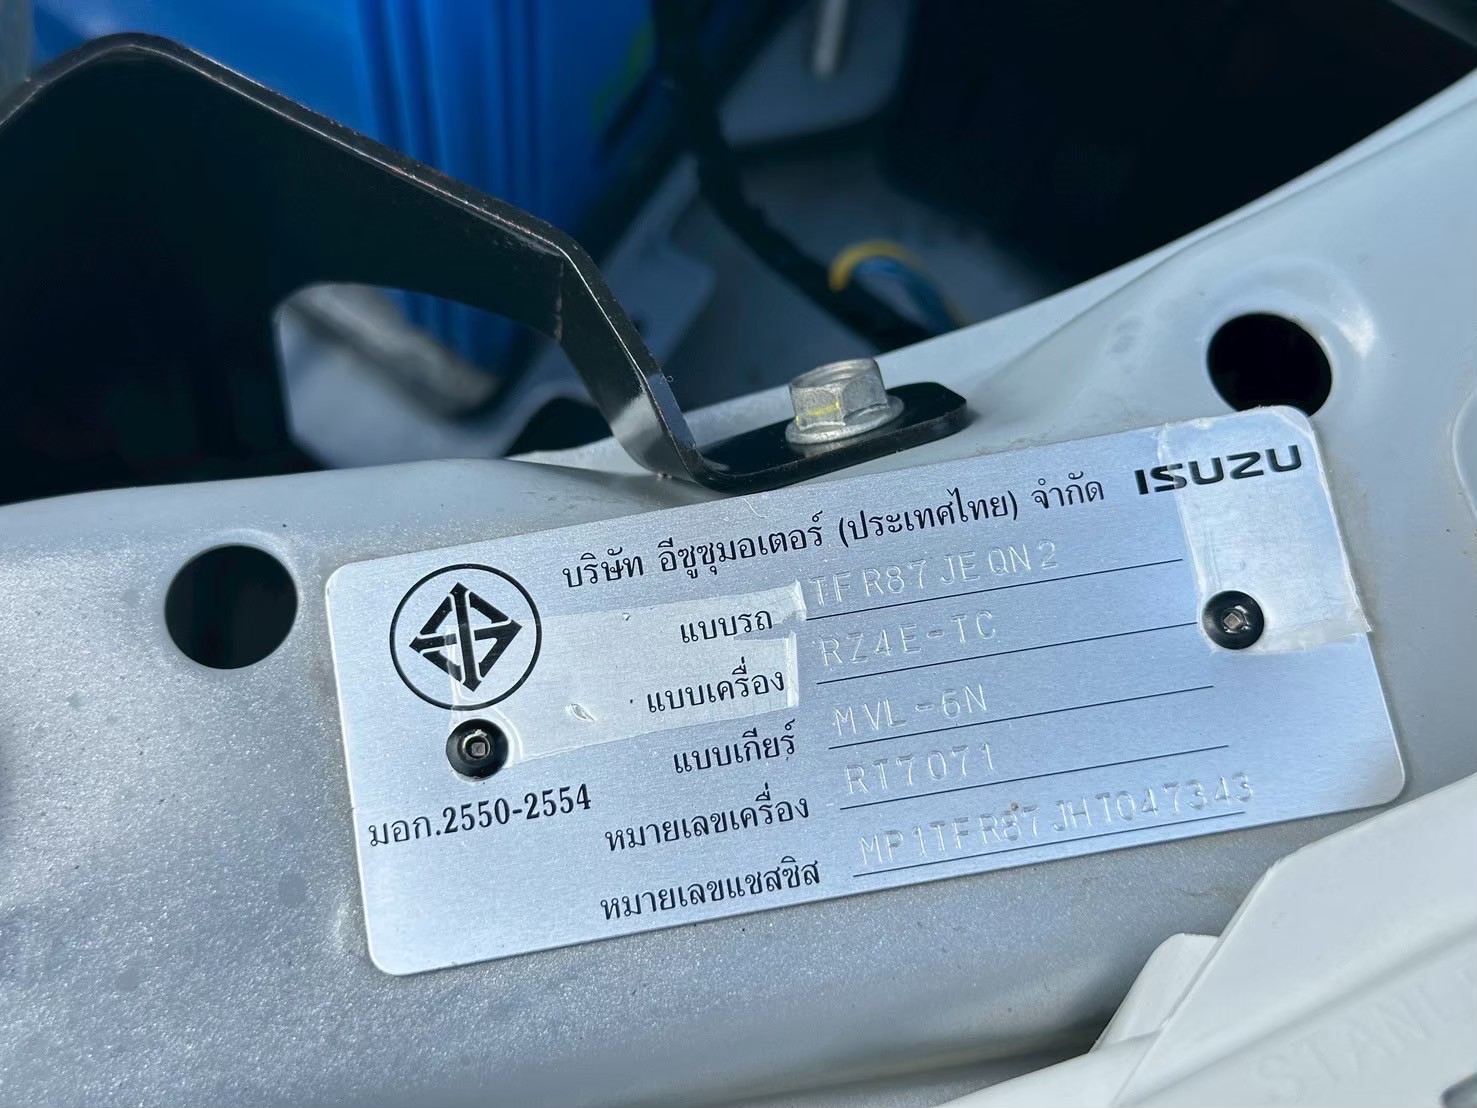 บริษัท อีซูซุมอเตอร์ (ประเทศไทย) จำกัด ISUZU
แบบรถ TFR87JEQN2
แบบเครื่อง RZ4E-TC
แบบเกียร์ MVL-6N
หมายเลขเครื่อง RT7071
หมายเลขแชสซิส MP1TFR87JHT047343
มอก.2550-2554
STANL